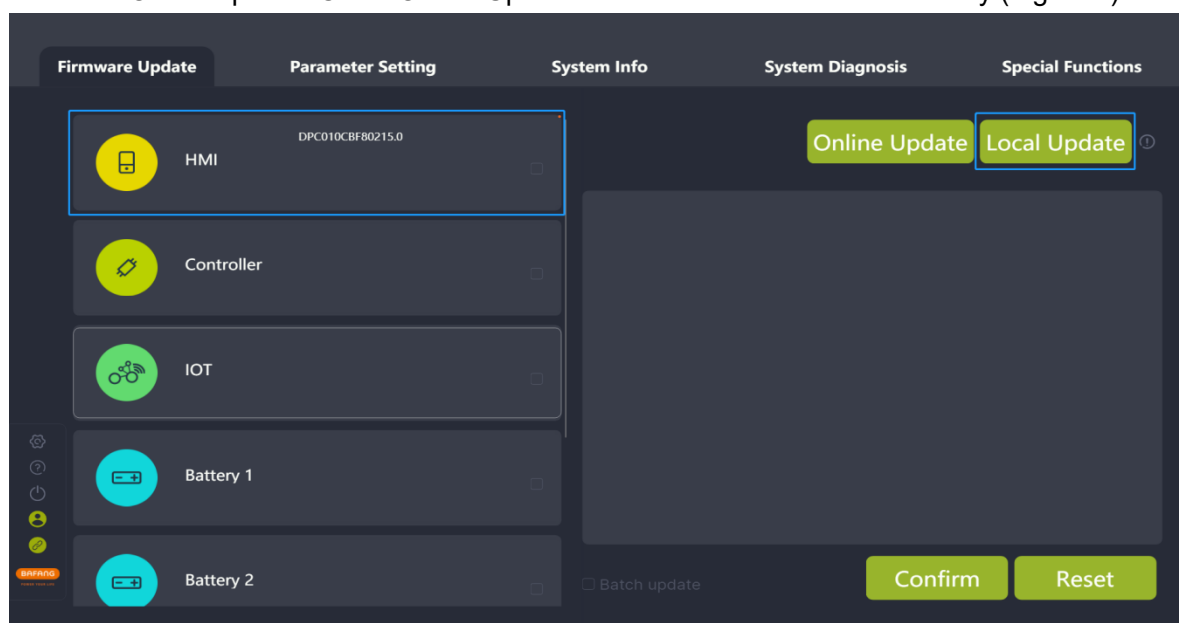 Firmware Update
Parameter Setting
System Info
System Diagnosis
Special Functions
DPC010CBF80215.0
HMI
Online Update
Local Update
Controller
IOT
Battery 1
Battery 2
Batch update
Confirm
Reset
BAFANG